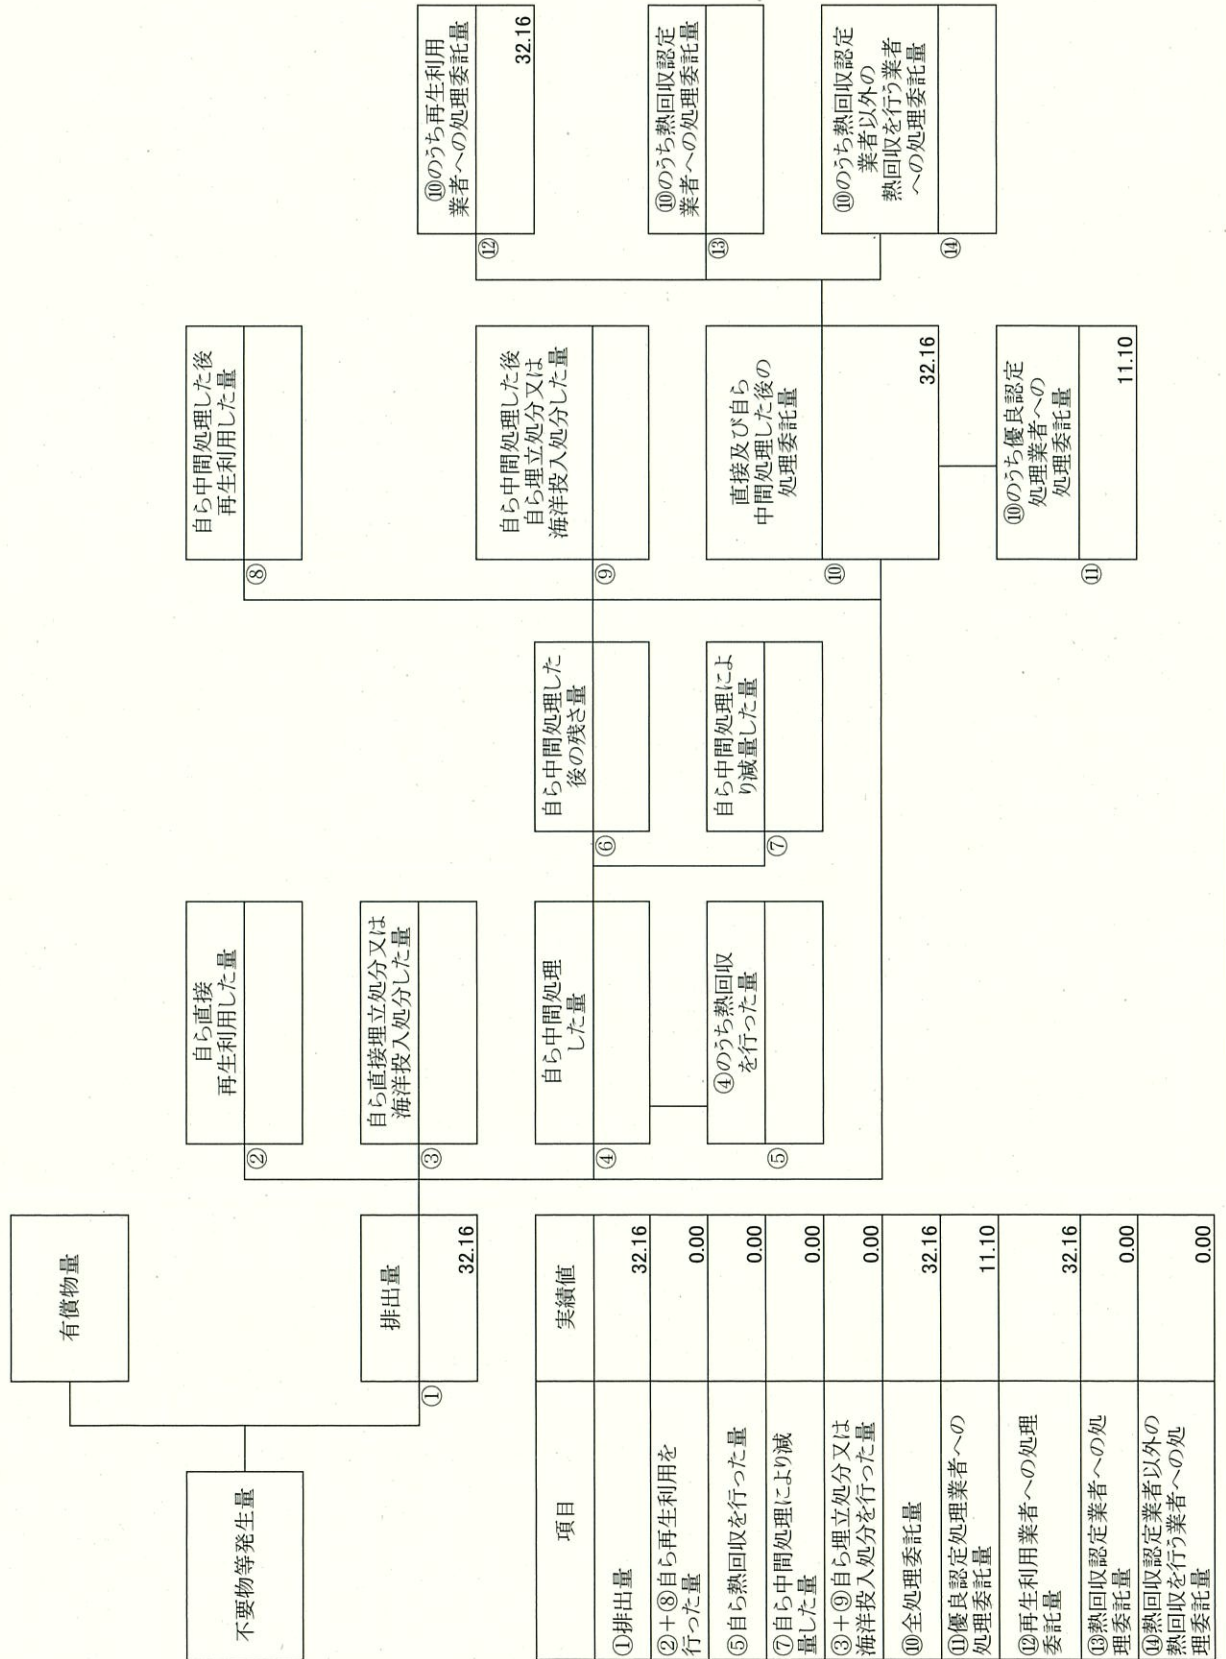 不要物等発生量
有償物量
排出量
①
32.16
自ら直接
再生利用した量
②
自ら直接埋立処分又は
海洋投入処分した量
③
自ら中間処理
した量
④
④のうち熱回収
を行った量
⑤
自ら中間処理した
後の残さ量
⑥
自ら中間処理によ
り減量した量
⑦
自ら中間処理した後
再生利用した量
⑧
自ら中間処理した後
自ら埋立処分又は
海洋投入処分した量
⑨
直接及び自ら
中間処理した後の
処理委託量
⑩
32.16
⑩のうち優良認定
処理業者への
処理委託量
⑪
11.10
⑩のうち再生利用
業者への処理委託量
⑫
32.16
⑩のうち熱回収認定
業者への処理委託量
⑬
⑩のうち熱回収認定
業者以外の
熱回収を行う業者
への処理委託量
⑭
項目 実績値
①排出量 32.16
②+⑧自ら再生利用を
行った量 0.00
⑤自ら熱回収を行った量 0.00
⑦自ら中間処理により減
量した量 0.00
③+⑨自ら埋立処分又は
海洋投入処分を行った量 0.00
⑩全処理委託量 32.16
⑪優良認定処理業者への
処理委託量 11.10
⑫再生利用業者への処理
委託量 32.16
⑬熱回収認定業者への処
理委託量 0.00
⑭熱回収認定業者以外の
熱回収を行う業者への処
理委託量 0.00